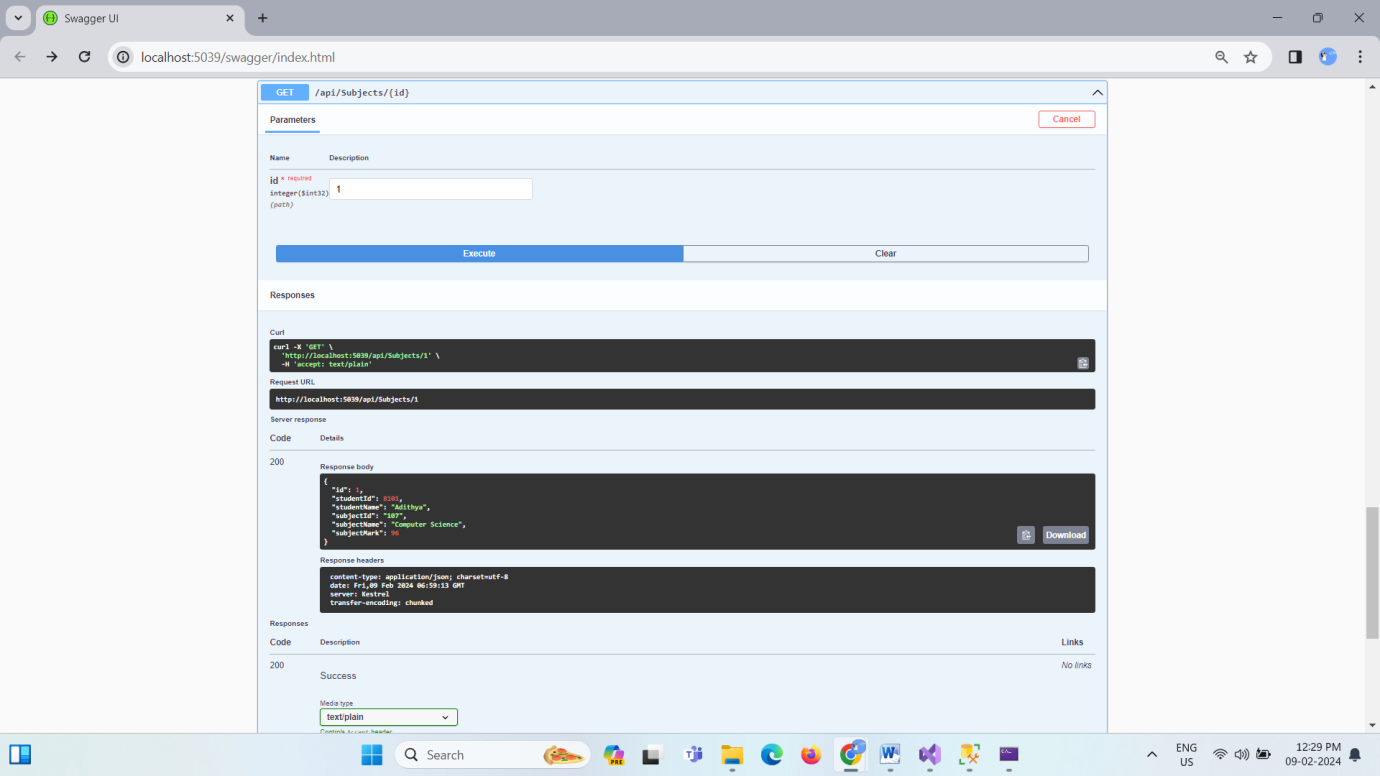 Swagger UI
localhost:5039/swagger/index.html
GET /api/Subjects/{id}
Parameters
Cancel
Name Description
id * required
integer($int32)
(path)
1
Execute Clear
Responses
Curl
curl -X 'GET' \
'http://localhost:5039/api/Subjects/1' \
-H 'accept: text/plain'
Request URL
http://localhost:5039/api/Subjects/1
Server response
Code Details
200
Response body
{
"id": 1,
"studentId": 8101,
"studentName": "Adithya",
"subjectId": "107",
"subjectName": "Computer Science",
"subjectMark": 96
}
Download
Response headers
content-type: application/json; charset=utf-8
date: Fri,09 Feb 2024 06:59:13 GMT
server: Kestrel
transfer-encoding: chunked
Responses
Code Description Links
200 No links
Success
Media type
text/plain
Controls Accept header.
Search
PRE
ENG
US
12:29 PM
09-02-2024